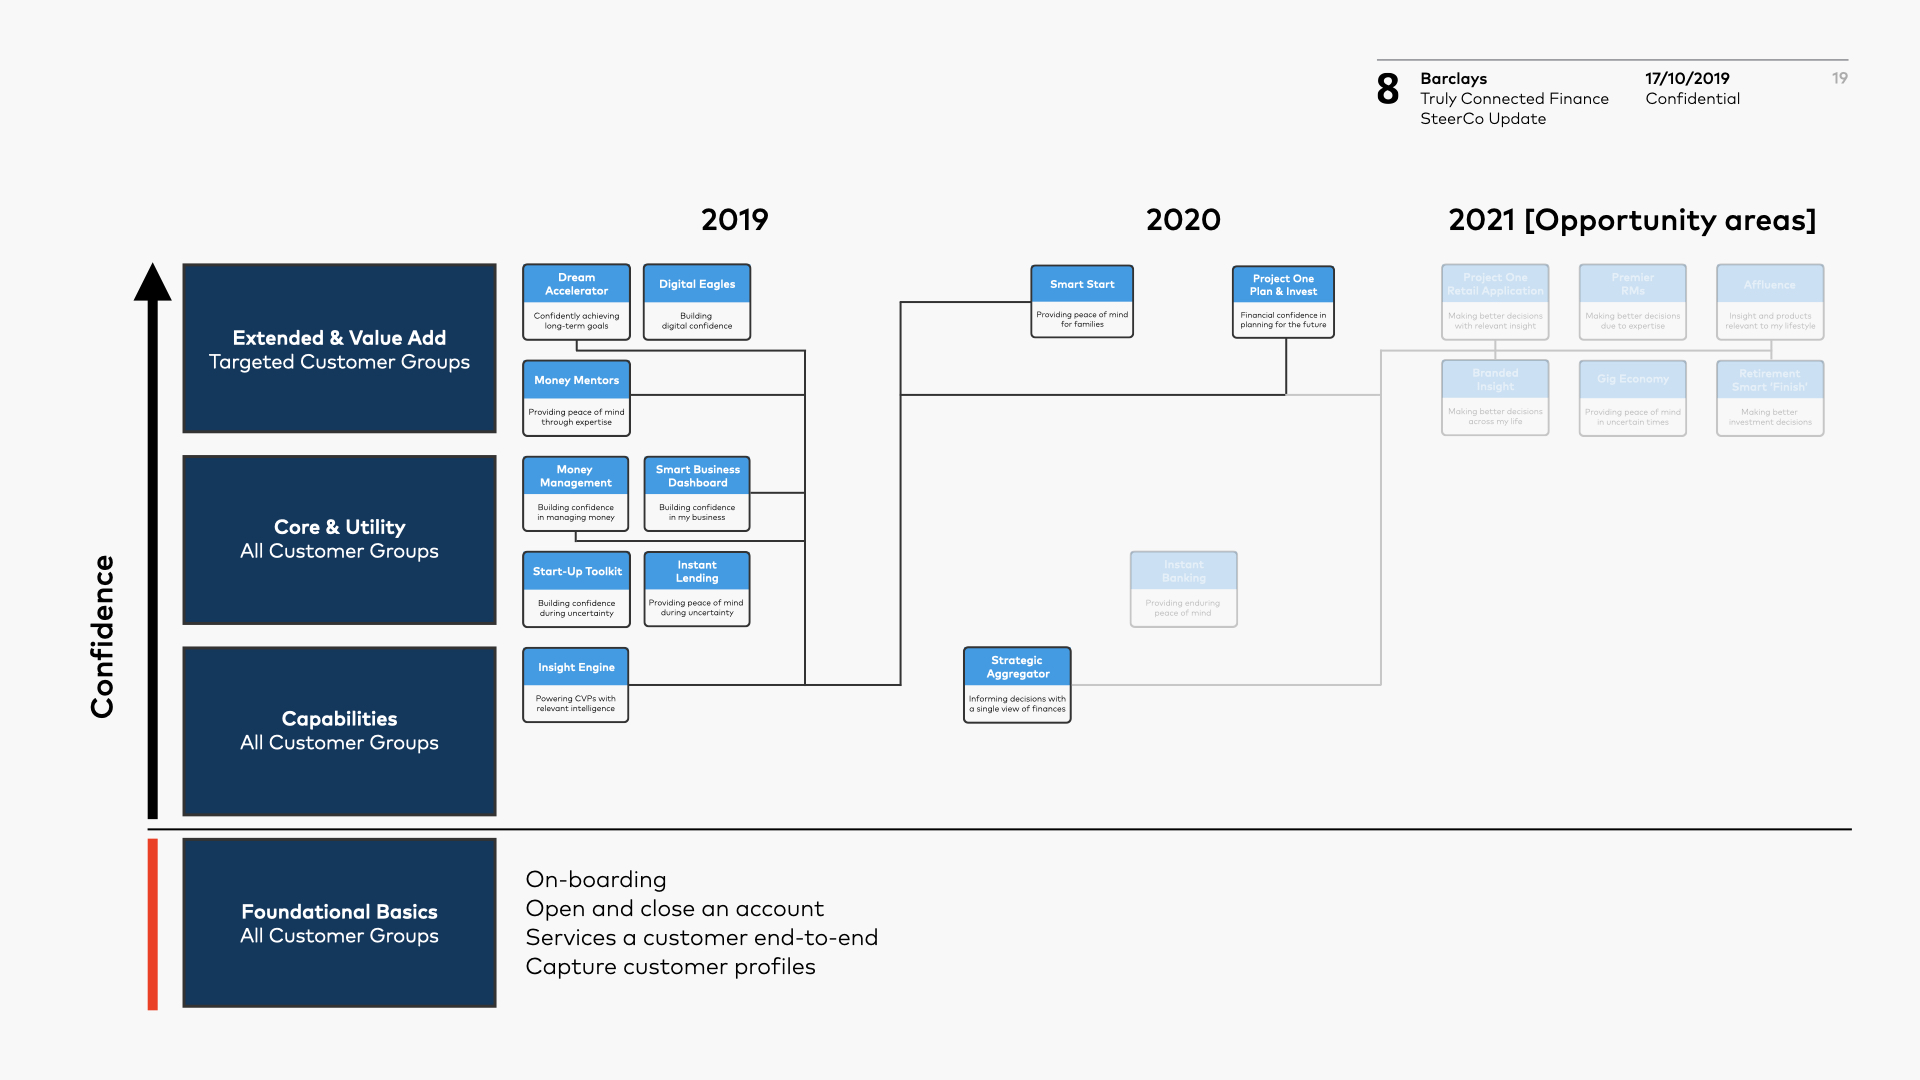 8
Barclays
Truly Connected Finance
SteerCo Update
17/10/2019
Confidential
19
2019
2020
2021 [Opportunity areas]
Confidence
Extended & Value Add
Targeted Customer Groups
Dream
Accelerator
Confidently achieving
long-term goals
Digital Eagles
Building
digital confidence
Money Mentors
Providing peace of mind
through expertise
Smart Start
Providing peace of mind
for families
Project One
Plan & Invest
Financial confidence in
planning for the future
Project One
Retail Application
Making better decisions
with relevant insight
Premier
RMs
Making better decisions
due to expertise
Affluence
Insight and products
relevant to my lifestyle
Branded
Insight
Making better decisions
across my life
Gig Economy
Providing peace of mind
in uncertain times
Retirement
Smart 'Finish'
Making better
investment decisions
Core & Utility
All Customer Groups
Money
Management
Building confidence
in managing money
Smart Business
Dashboard
Building confidence
in my business
Start-Up Toolkit
Building confidence
during uncertainty
Instant
Lending
Providing peace of mind
during uncertainty
Instant
Banking
Providing enduring
peace of mind
Capabilities
All Customer Groups
Insight Engine
Powering CVPs with
relevant intelligence
Strategic
Aggregator
Informing decisions with
a single view of finances
Foundational Basics
All Customer Groups
On-boarding
Open and close an account
Services a customer end-to-end
Capture customer profiles